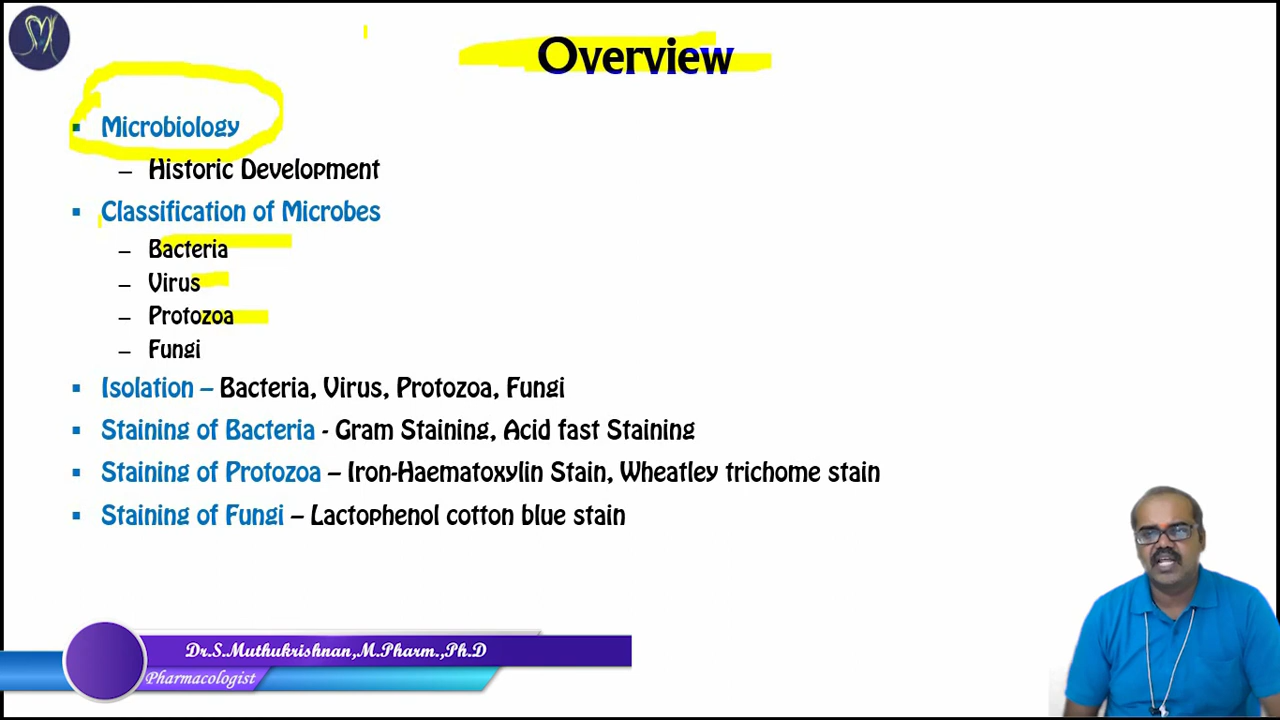 Overview
Microbiology
– Historic Development
Classification of Microbes
– Bacteria
– Virus
– Protozoa
– Fungi
Isolation – Bacteria, Virus, Protozoa, Fungi
Staining of Bacteria - Gram Staining, Acid fast Staining
Staining of Protozoa – Iron-Haematoxylin Stain, Wheatley trichome stain
Staining of Fungi – Lactophenol cotton blue stain
Dr.S.Muthukrishnan,M.Pharm.,Ph.D
Pharmacologist